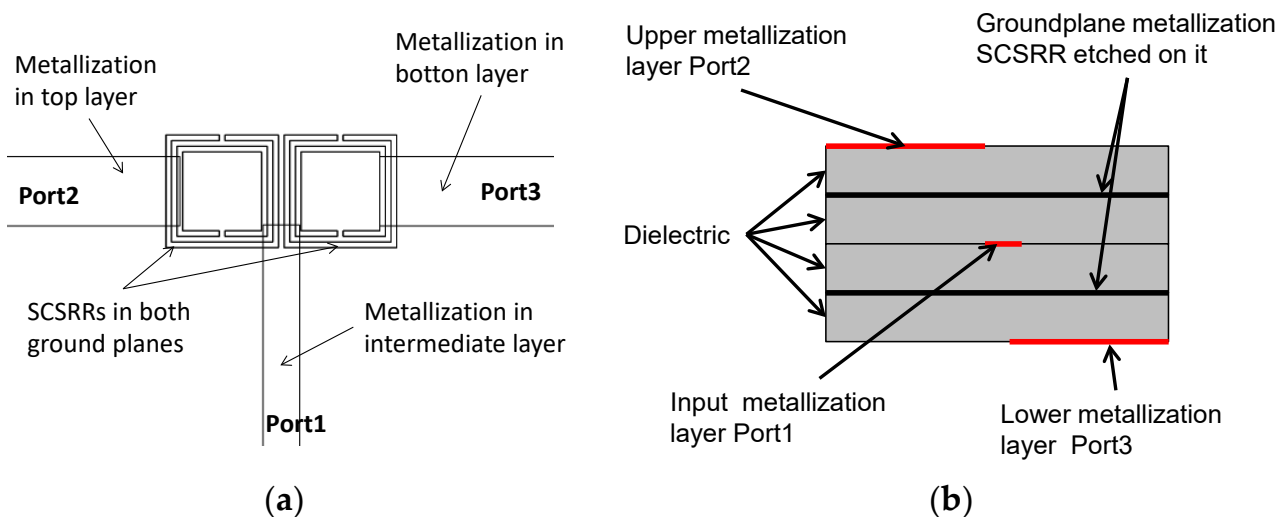 Metallization
in top layer
Metallization in
botton layer
Port2
Port3
SCSRRs in both
ground planes
Metallization in
intermediate layer
Port1
(a)
Upper metallization
layer Port2
Groundplane metallization
SCSRR etched on it
Dielectric
Input metallization
layer Port1
Lower metallization
layer Port3
(b)